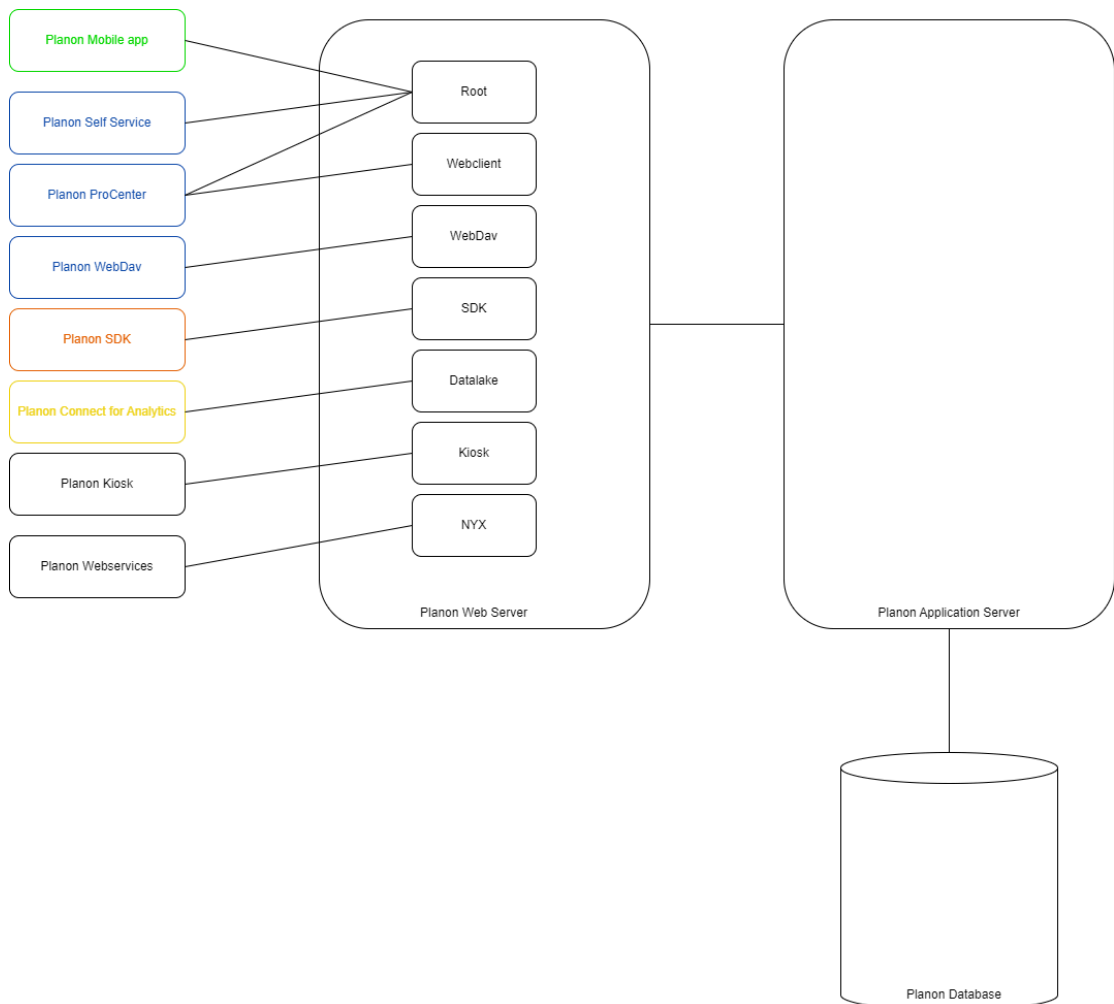 Planon Mobile app
Planon Self Service
Planon ProCenter
Planon WebDav
Planon SDK
Planon Connect for Analytics
Planon Kiosk
Planon Webservices
Root
Webclient
WebDav
SDK
Datalake
Kiosk
NYX
Planon Web Server
Planon Application Server
Planon Database